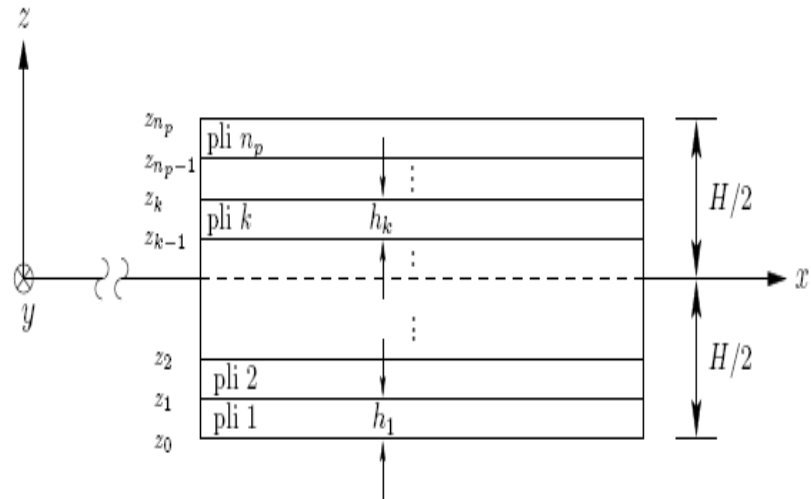 z
z_{n_p}
pli n_p
z_{n_p-1}
⋮
z_k
pli k
h_k
H/2
z_{k-1}
⋮
x
y
⋮
z_2
pli 2
H/2
z_1
pli 1
h_1
z_0